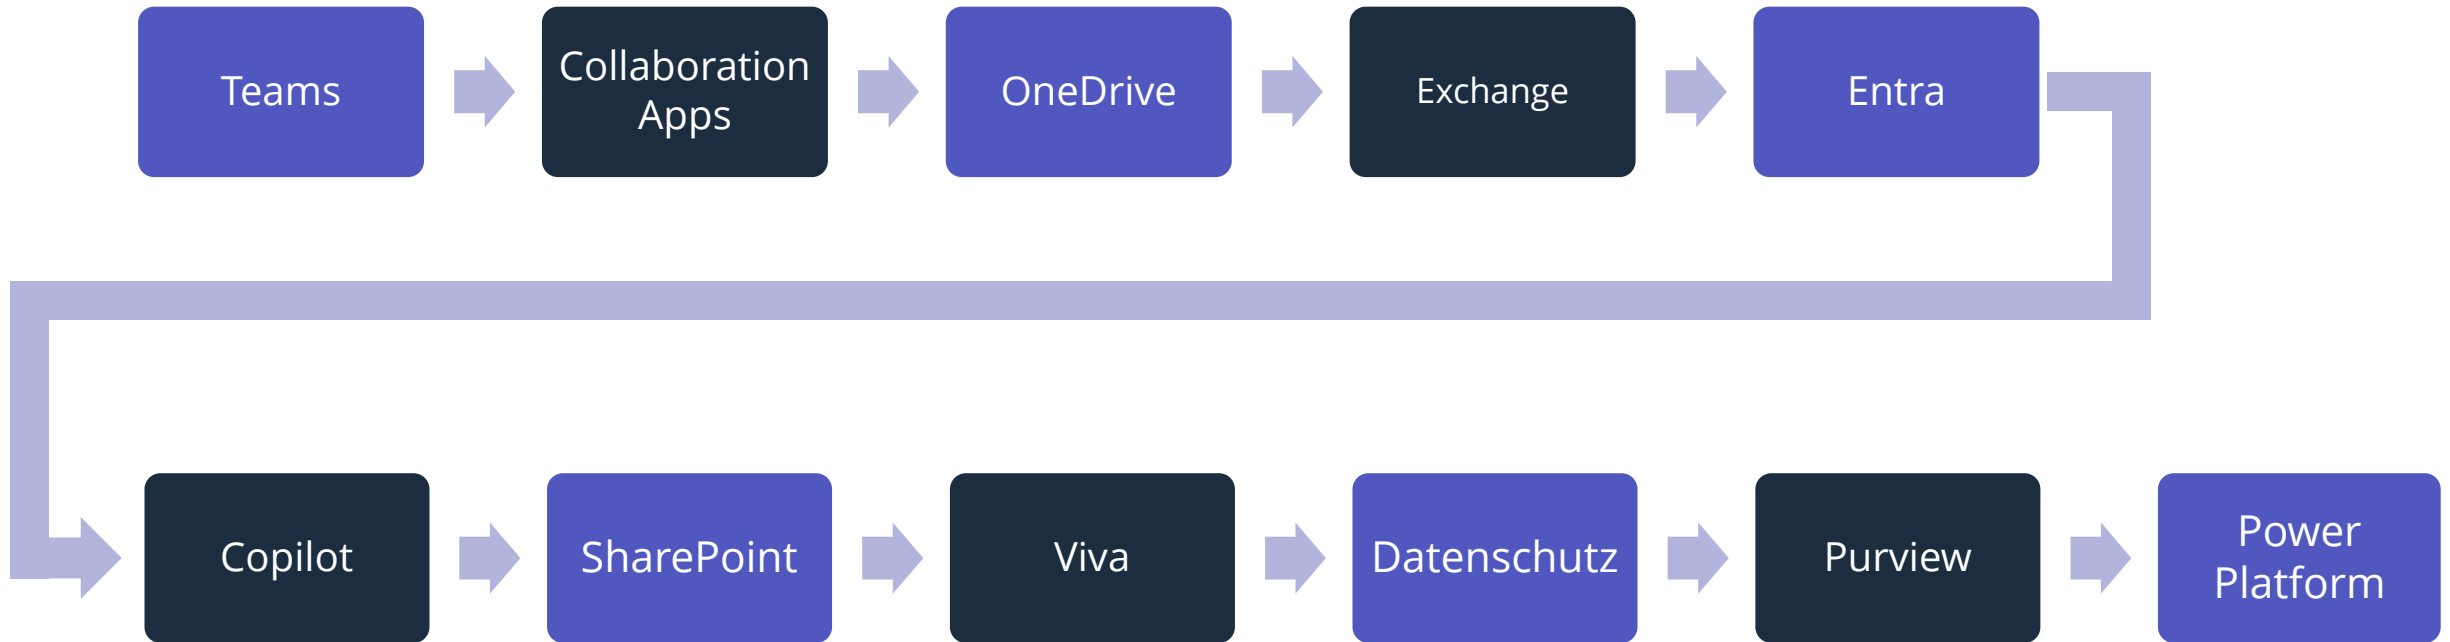 Teams
Collaboration
Apps
OneDrive
Exchange
Entra
Copilot
SharePoint
Viva
Datenschutz
Purview
Power
Platform